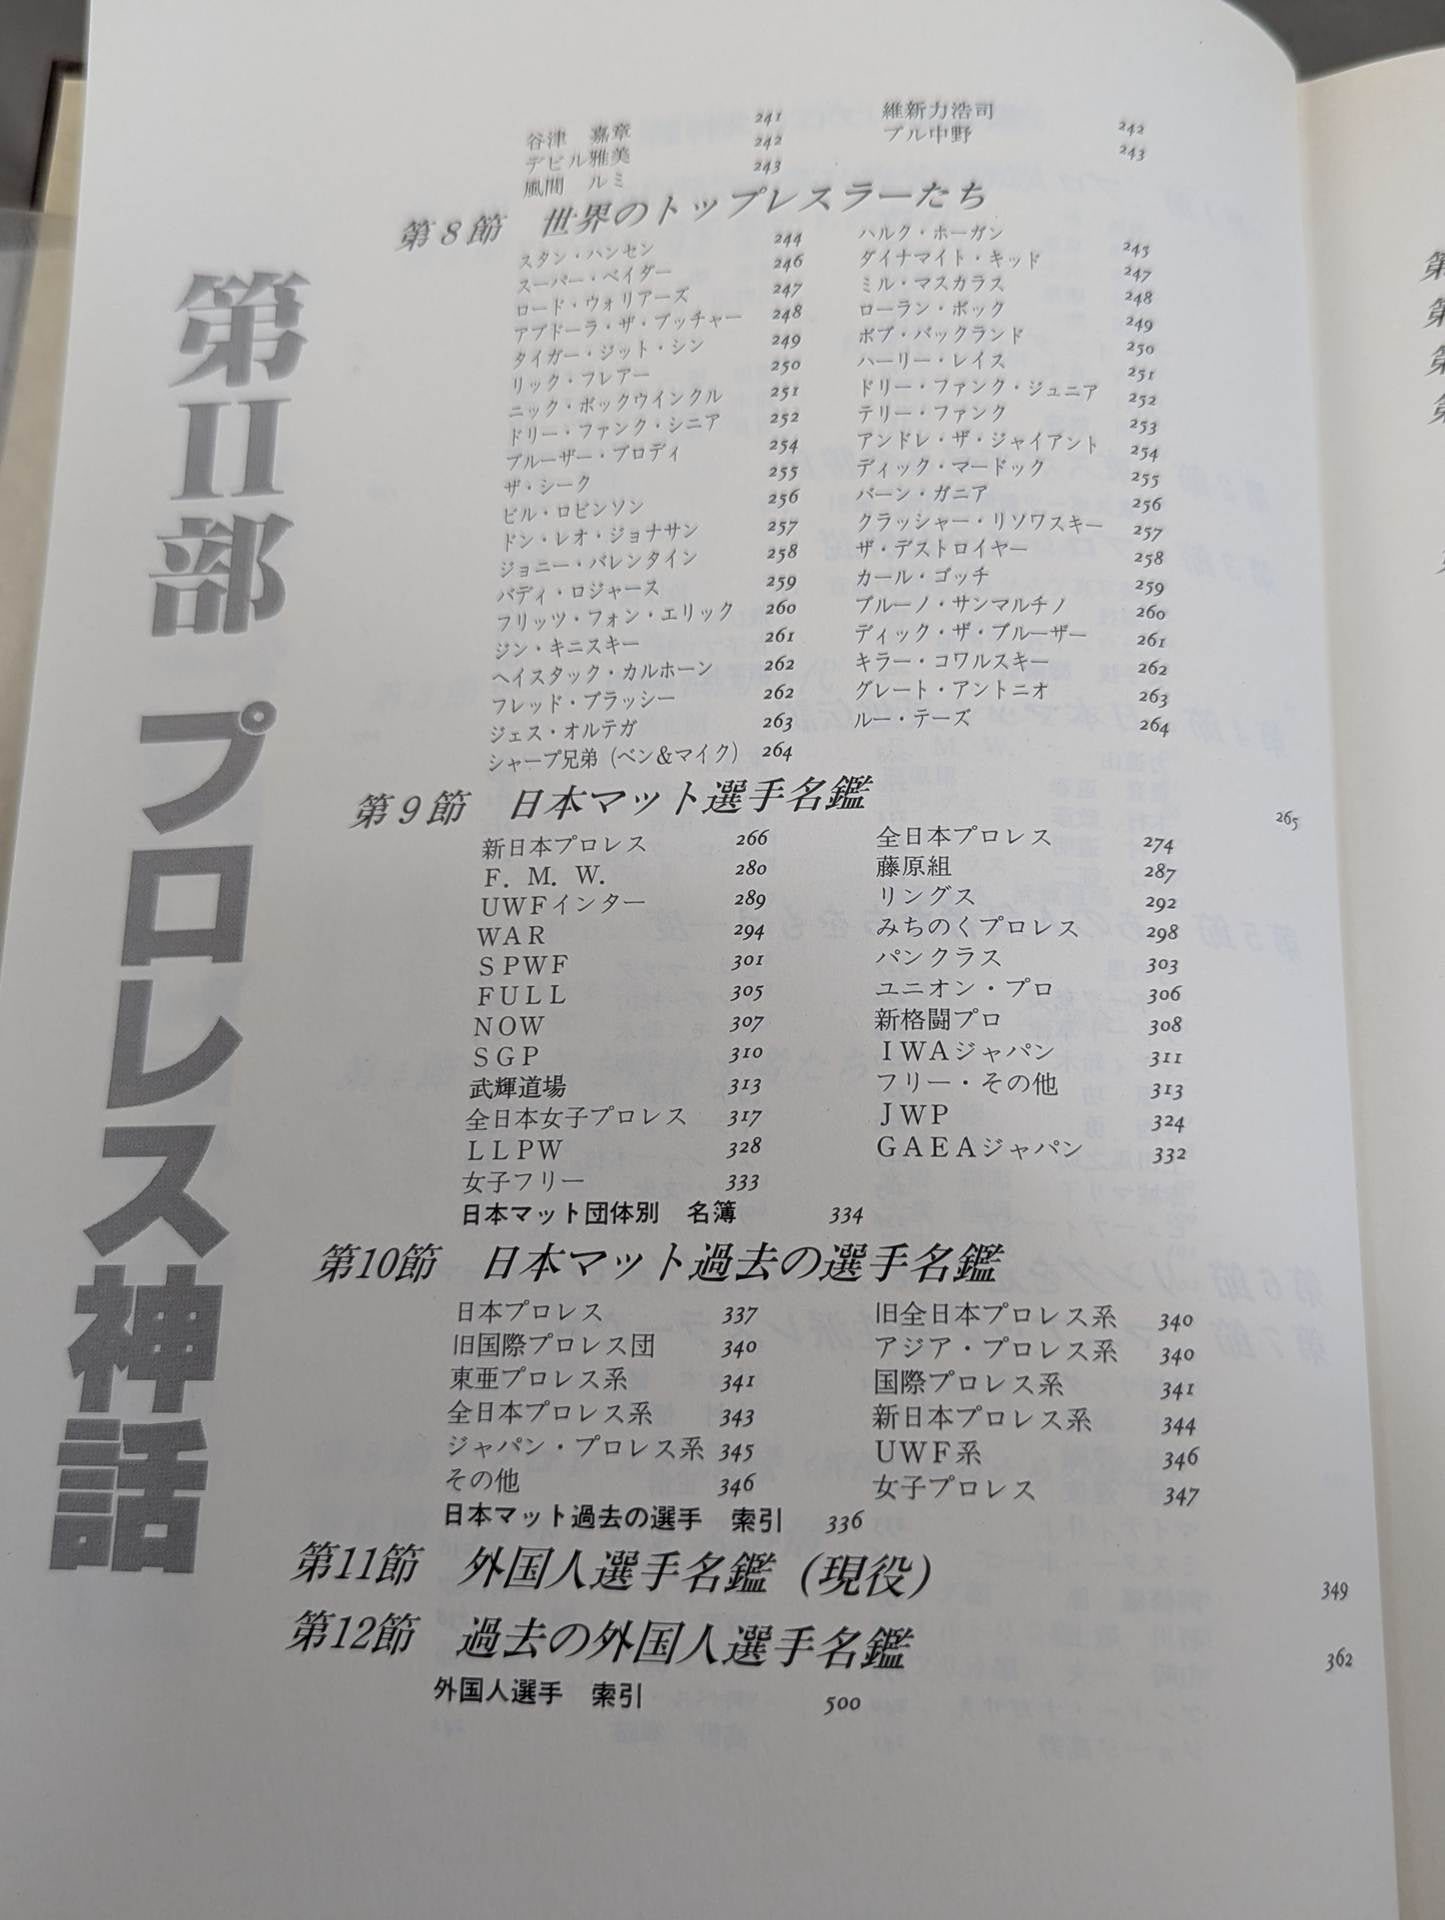 第II部 プロレス神話
谷津 嘉章 241 維新力浩司 242
デビル雅美 242 ブル中野 243
風間 ルミ 243
第8節 世界のトップレスラーたち
スタン・ハンセン 244 ハルク・ホーガン 245
スーパー・ベイダー 246 ダイナマイト・キッド 247
ロード・ウォリアーズ 247 ミル・マスカラス 248
アブドーラ・ザ・ブッチャー 248 ローラン・ボック 249
タイガー・ジット・シン 249 ボブ・バックランド 250
リック・フレアー 250 ハーリー・レイス 251
ニック・ボックウインクル 251 ドリー・ファンク・ジュニア 252
ドリー・ファンク・シニア 252 テリー・ファンク 253
ブルーザー・ブロディ 254 アンドレ・ザ・ジャイアント 254
ザ・シーク 255 ディック・マードック 255
ビル・ロビンソン 256 バーン・ガニア 256
ドン・レオ・ジョナサン 257 クラッシャー・リソワスキー 257
ジョニー・バレンタイン 258 ザ・デストロイヤー 258
バディ・ロジャース 259 カール・ゴッチ 259
フリッツ・フォン・エリック 260 ブルーノ・サンマルチノ 260
ジン・キニスキー 261 ディック・ザ・ブルーザー 261
ヘイスタック・カルホーン 262 キラー・コワルスキー 262
フレッド・ブラッシー 262 グレート・アントニオ 263
ジェス・オルテガ 263 ルー・テーズ 264
シャープ兄弟（ベン＆マイク） 264
第9節 日本マット選手名鑑 265
新日本プロレス 266 全日本プロレス 274
F．M．W． 280 藤原組 287
UWFインター 289 リングス 292
WAR 294 みちのくプロレス 298
SPWF 301 パンクラス 303
FULL 305 ユニオン・プロ 306
NOW 307 新格闘プロ 308
SGP 310 IWAジャパン 311
武輝道場 313 フリー・その他 313
全日本女子プロレス 317 JWP 324
LLPW 328 GAEAジャパン 332
女子フリー 333
日本マット団体別 名簿 334
第10節 日本マット過去の選手名鑑
日本プロレス 337 旧全日本プロレス系 340
旧国際プロレス団 340 アジア・プロレス系 340
東亜プロレス系 341 国際プロレス系 341
全日本プロレス系 343 新日本プロレス系 344
ジャパン・プロレス系 345 UWF系 346
その他 346 女子プロレス 347
日本マット過去の選手 索引 336
第11節 外国人選手名鑑（現役） 349
第12節 過去の外国人選手名鑑 362
外国人選手 索引 500